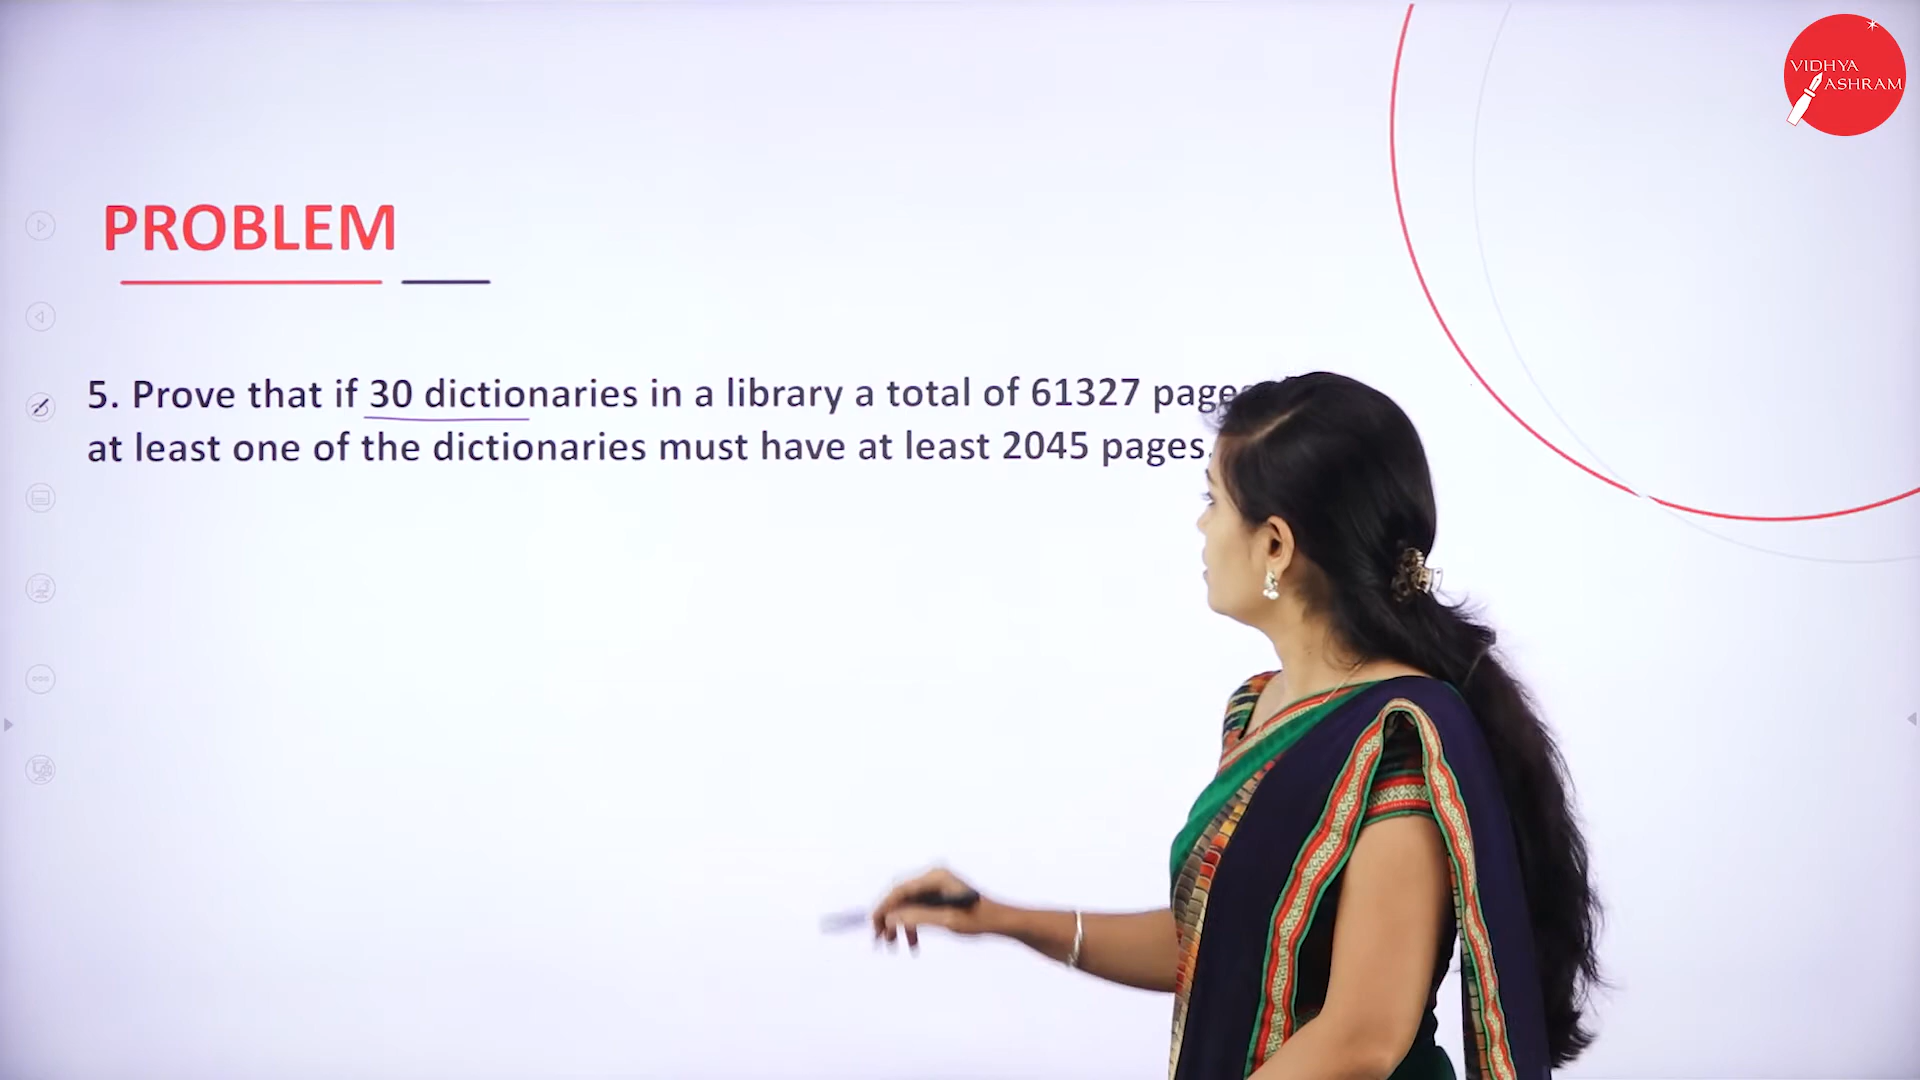 VIDHYA
ASHRAM
PROBLEM
5. Prove that if 30 dictionaries in a library a total of 61327 pages
at least one of the dictionaries must have at least 2045 pages.